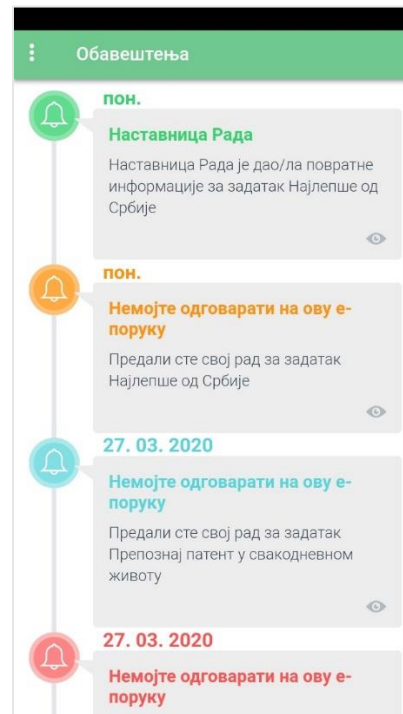 Обавештења
пон.
Наставница Рада
Наставница Рада је дао/ла повратне
информације за задатак Најлепше од
Србије
пон.
Немојте одговарати на ову е-
поруку
Предали сте свој рад за задатак
Најлепше од Србије
27. 03. 2020
Немојте одговарати на ову е-
поруку
Предали сте свој рад за задатак
Препознај патент у свакодневном
животу
27. 03. 2020
Немојте одговарати на ову е-
поруку